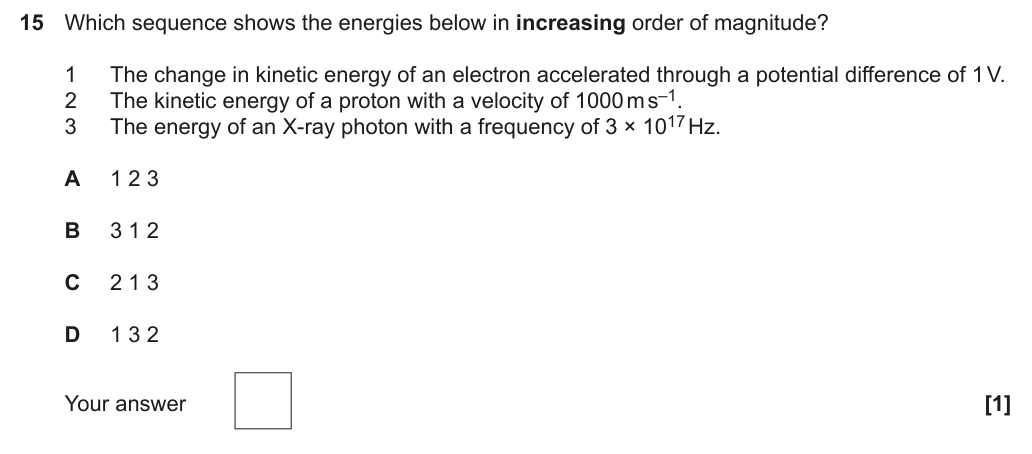 15 Which sequence shows the energies below in increasing order of magnitude?
1 The change in kinetic energy of an electron accelerated through a potential difference of 1 V.
2 The kinetic energy of a proton with a velocity of 1000 m s⁻¹.
3 The energy of an X-ray photon with a frequency of 3 × 10¹⁷ Hz.
A 1 2 3
B 3 1 2
C 2 1 3
D 1 3 2
Your answer [1]